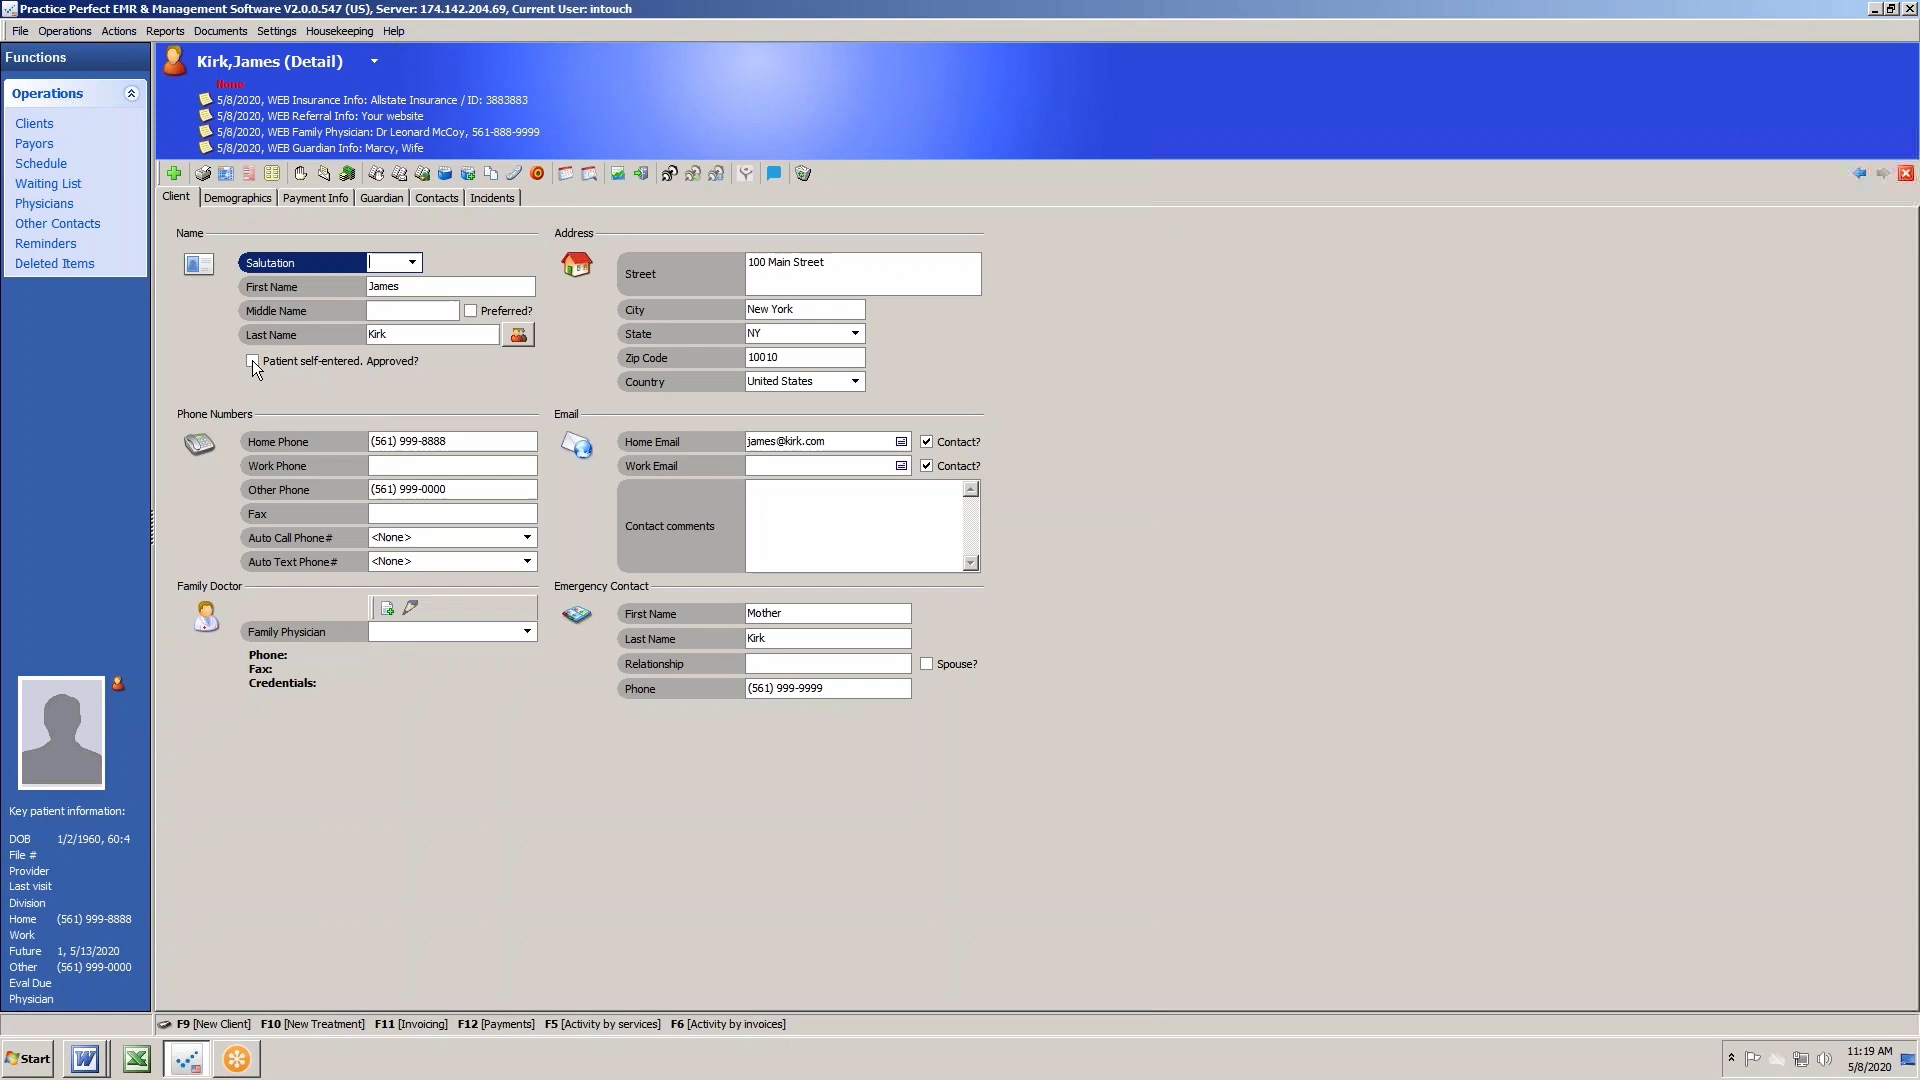 Practice Perfect EMR & Management Software V2.0.0.547 (US), Server: 174.142.204.69, Current User: intouch
File Operations Actions Reports Documents Settings Housekeeping Help
Functions
Operations
Clients
Payors
Schedule
Waiting List
Physicians
Other Contacts
Reminders
Deleted Items
Key patient information:
DOB 1/2/1960, 60:4
File #
Provider
Last visit
Division
Home (561) 999-8888
Work
Future 1, 5/13/2020
Other (561) 999-0000
Eval Due
Physician
Kirk,James (Detail)
None
5/8/2020, WEB Insurance Info: Allstate Insurance / ID: 3883883
5/8/2020, WEB Referral Info: Your website
5/8/2020, WEB Family Physician: Dr Leonard McCoy, 561-888-9999
5/8/2020, WEB Guardian Info: Marcy, Wife
Client Demographics Payment Info Guardian Contacts Incidents
Name
Salutation
First Name James
Middle Name Preferred?
Last Name Kirk
Patient self-entered. Approved?
Address
Street 100 Main Street
City New York
State NY
Zip Code 10010
Country United States
Phone Numbers
Home Phone (561) 999-8888
Work Phone
Other Phone (561) 999-0000
Fax
Auto Call Phone# <None>
Auto Text Phone# <None>
Email
Home Email james@kirk.com Contact?
Work Email Contact?
Contact comments
Family Doctor
Family Physician
Phone:
Fax:
Credentials:
Emergency Contact
First Name Mother
Last Name Kirk
Relationship Spouse?
Phone (561) 999-9999
F9 [New Client] F10 [New Treatment] F11 [Invoicing] F12 [Payments] F5 [Activity by services] F6 [Activity by invoices]
Start
11:19 AM
5/8/2020